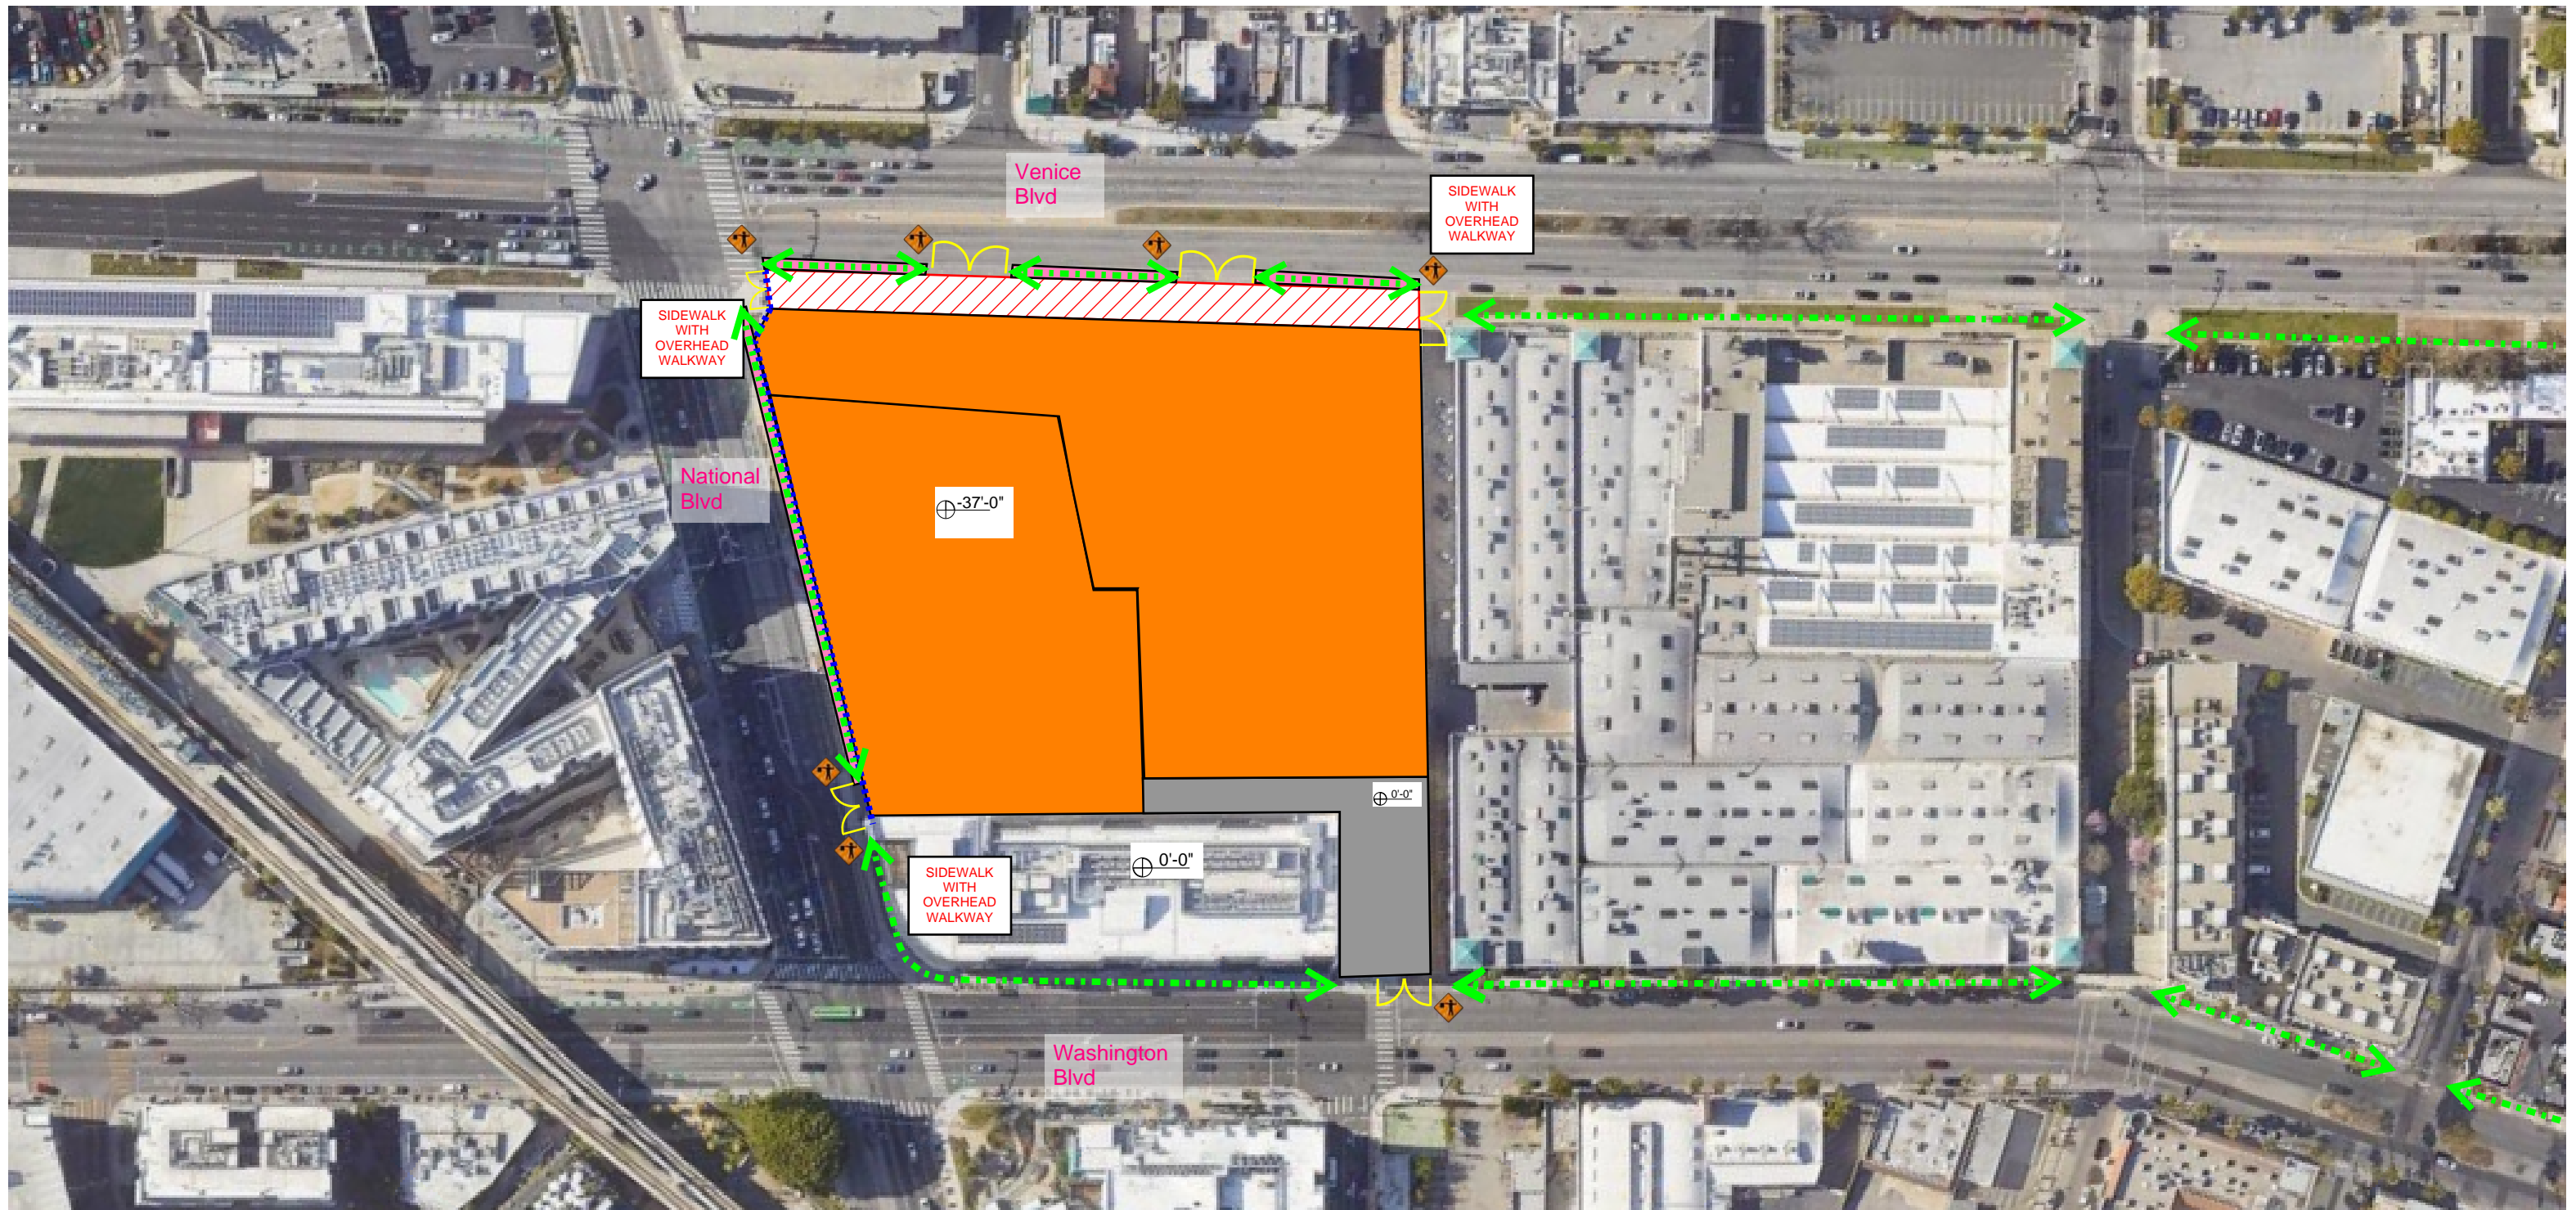 Venice
Blvd
SIDEWALK
WITH
OVERHEAD
WALKWAY
SIDEWALK
WITH
OVERHEAD
WALKWAY
National
Blvd
-37'-0"
0'-0"
0'-0"
SIDEWALK
WITH
OVERHEAD
WALKWAY
Washington
Blvd